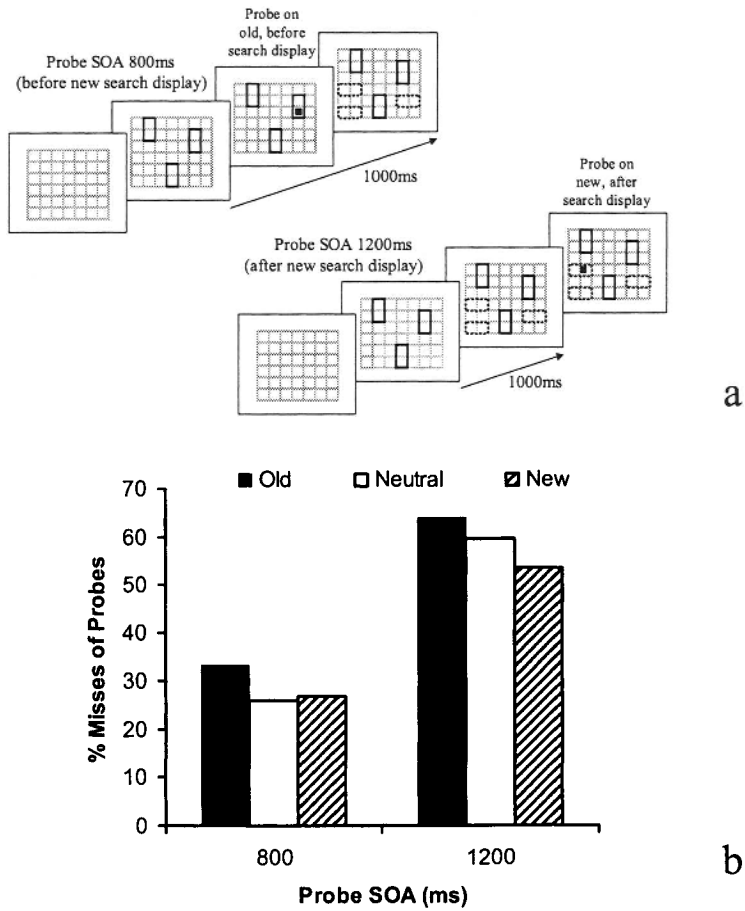 Probe on
old, before
search display
Probe SOA 800ms
(before new search display)
1000ms
Probe on
new, after
search display
Probe SOA 1200ms
(after new search display)
1000ms
a
70
60
50
40
30
20
10
0
% Misses of Probes
Old Neutral New
800 1200
Probe SOA (ms)
b